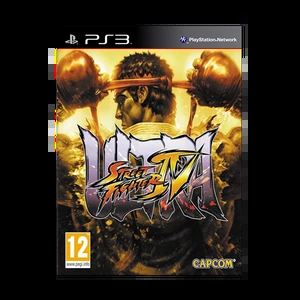 PS3
PlayStation Network
ULTRA
STREET
FIGHTER IV
12
www.pegi.info
CAPCOM